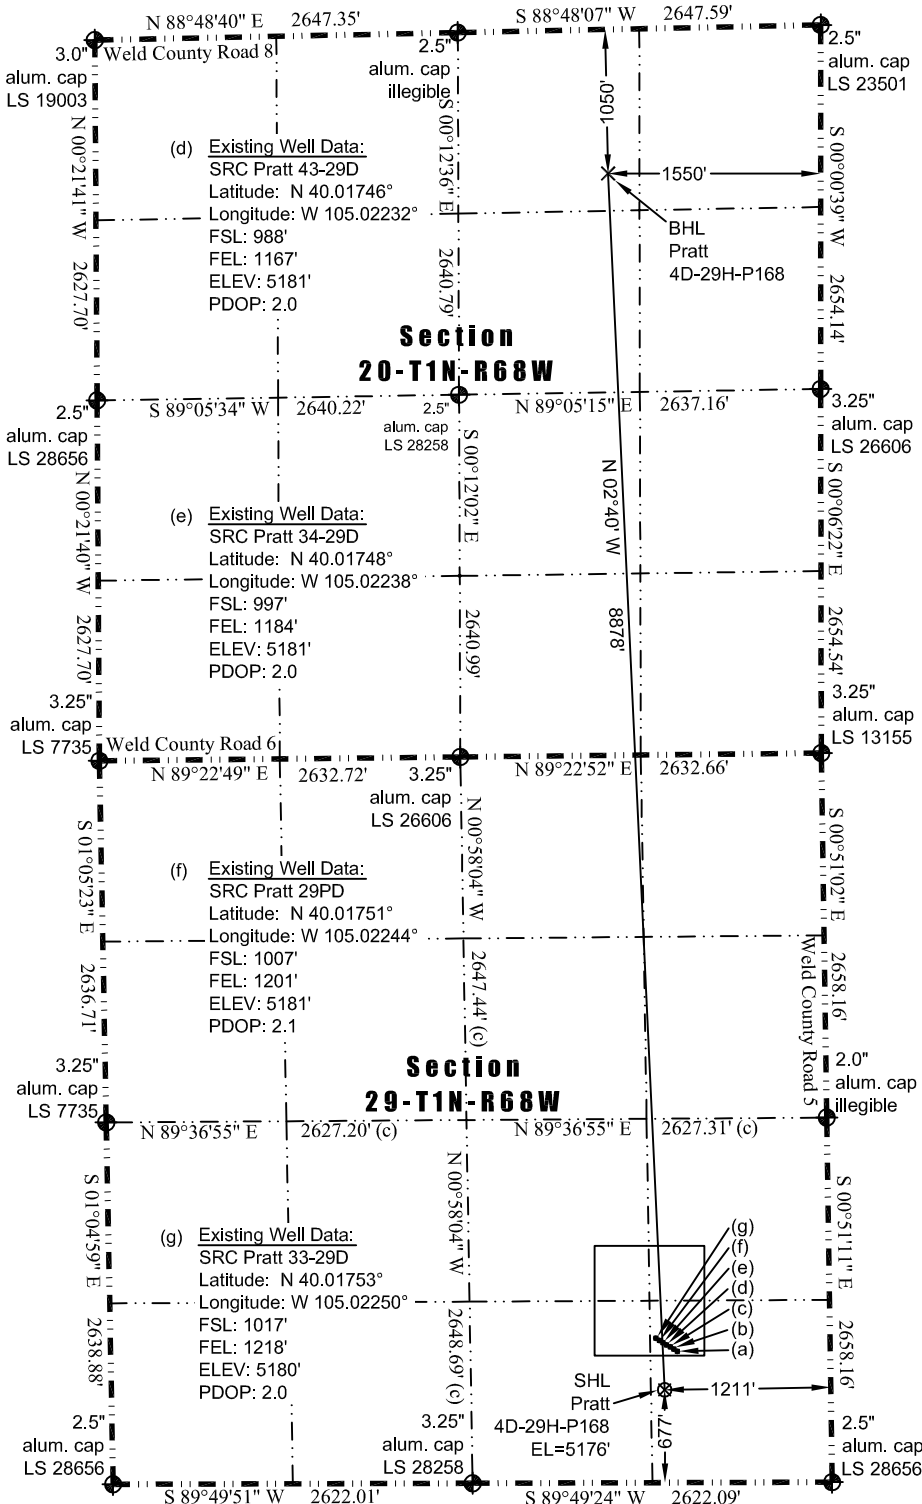 N 88°48'40" E 2647.35'
S 88°48'07" W 2647.59'
Weld County Road 8
3.0"
alum. cap
LS 19003
2.5"
alum. cap
illegible
2.5"
alum. cap
LS 23501
N 00°21'41" W 2627.70'
S 00°12'36" E 2640.79'
S 00°00'39" W 2654.14'
1050'
1550'
BHL
Pratt
4D-29H-P168
(d) Existing Well Data:
SRC Pratt 43-29D
Latitude: N 40.01746°
Longitude: W 105.02232°
FSL: 988'
FEL: 1167'
ELEV: 5181'
PDOP: 2.0
Section
20-T1N-R68W
S 89°05'34" W 2640.22'
N 89°05'15" E 2637.16'
2.5"
alum. cap
LS 28656
2.5"
alum. cap
LS 28258
3.25"
alum. cap
LS 26606
N 00°21'40" W 2627.70'
S 00°12'02" E 2640.99'
N 02°40' W 8878'
S 00°06'22" E 2654.54'
(e) Existing Well Data:
SRC Pratt 34-29D
Latitude: N 40.01748°
Longitude: W 105.02238°
FSL: 997'
FEL: 1184'
ELEV: 5181'
PDOP: 2.0
3.25"
alum. cap
LS 7735
3.25"
alum. cap
LS 13155
Weld County Road 6
N 89°22'49" E 2632.72'
N 89°22'52" E 2632.66'
3.25"
alum. cap
LS 26606
S 01°05'23" E 2636.71'
N 00°58'04" W 2647.44' (c)
S 00°51'02" E 2658.16'
Weld County Road 5
(f) Existing Well Data:
SRC Pratt 29PD
Latitude: N 40.01751°
Longitude: W 105.02244°
FSL: 1007'
FEL: 1201'
ELEV: 5181'
PDOP: 2.1
Section
29-T1N-R68W
3.25"
alum. cap
LS 7735
2.0"
alum. cap
illegible
N 89°36'55" E 2627.20' (c)
N 89°36'55" E 2627.31' (c)
S 01°04'59" E 2638.88'
N 00°58'04" W 2648.69' (c)
S 00°51'11" E 2658.16'
(g) Existing Well Data:
SRC Pratt 33-29D
Latitude: N 40.01753°
Longitude: W 105.02250°
FSL: 1017'
FEL: 1218'
ELEV: 5180'
PDOP: 2.0
(g)
(f)
(e)
(d)
(c)
(b)
(a)
SHL
Pratt
4D-29H-P168
EL=5176'
1211'
677'
2.5"
alum. cap
LS 28656
3.25"
alum. cap
LS 28258
2.5"
alum. cap
LS 28656
S 89°49'51" W 2622.01'
S 89°49'24" W 2622.09'